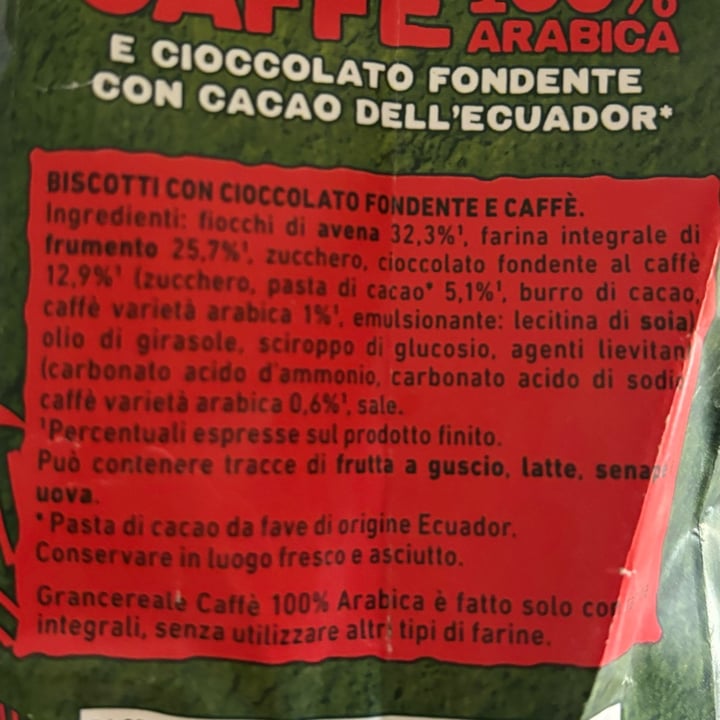 CAFFÈ 100%
ARABICA
E CIOCCOLATO FONDENTE
CON CACAO DELL'ECUADOR*
BISCOTTI CON CIOCCOLATO FONDENTE E CAFFÈ.
Ingredienti: fiocchi di avena 32,3%¹, farina integrale di
frumento 25,7%¹, zucchero, cioccolato fondente al caffè
12,9%¹ (zucchero, pasta di cacao* 5,1%¹, burro di cacao,
caffè varietà arabica 1%¹, emulsionante: lecitina di soia)
olio di girasole, sciroppo di glucosio, agenti lievitan
(carbonato acido d'ammonio, carbonato acido di sodi
caffè varietà arabica 0,6%¹, sale.
¹Percentuali espresse sul prodotto finito.
Può contenere tracce di frutta a guscio, latte, senap
uova.
* Pasta di cacao da fave di origine Ecuador.
Conservare in luogo fresco e asciutto.
Grancereale Caffè 100% Arabica è fatto solo con
integrali, senza utilizzare altri tipi di farine.